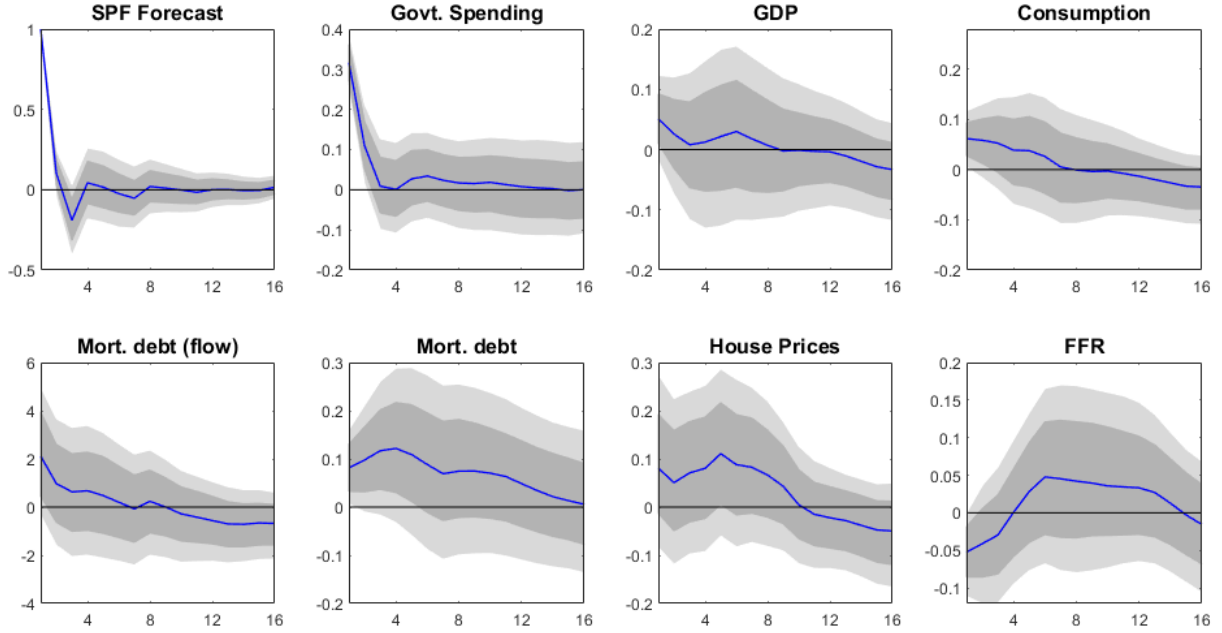 SPF Forecast
1
0.5
0
-0.5
4 8 12 16
Govt. Spending
0.4
0.3
0.2
0.1
0
-0.1
-0.2
4 8 12 16
GDP
0.2
0.1
0
-0.1
-0.2
4 8 12 16
Consumption
0.2
0.1
0
-0.1
-0.2
4 8 12 16
Mort. debt (flow)
6
4
2
0
-2
-4
4 8 12 16
Mort. debt
0.3
0.2
0.1
0
-0.1
-0.2
4 8 12 16
House Prices
0.3
0.2
0.1
0
-0.1
-0.2
4 8 12 16
FFR
0.2
0.15
0.1
0.05
0
-0.05
-0.1
4 8 12 16